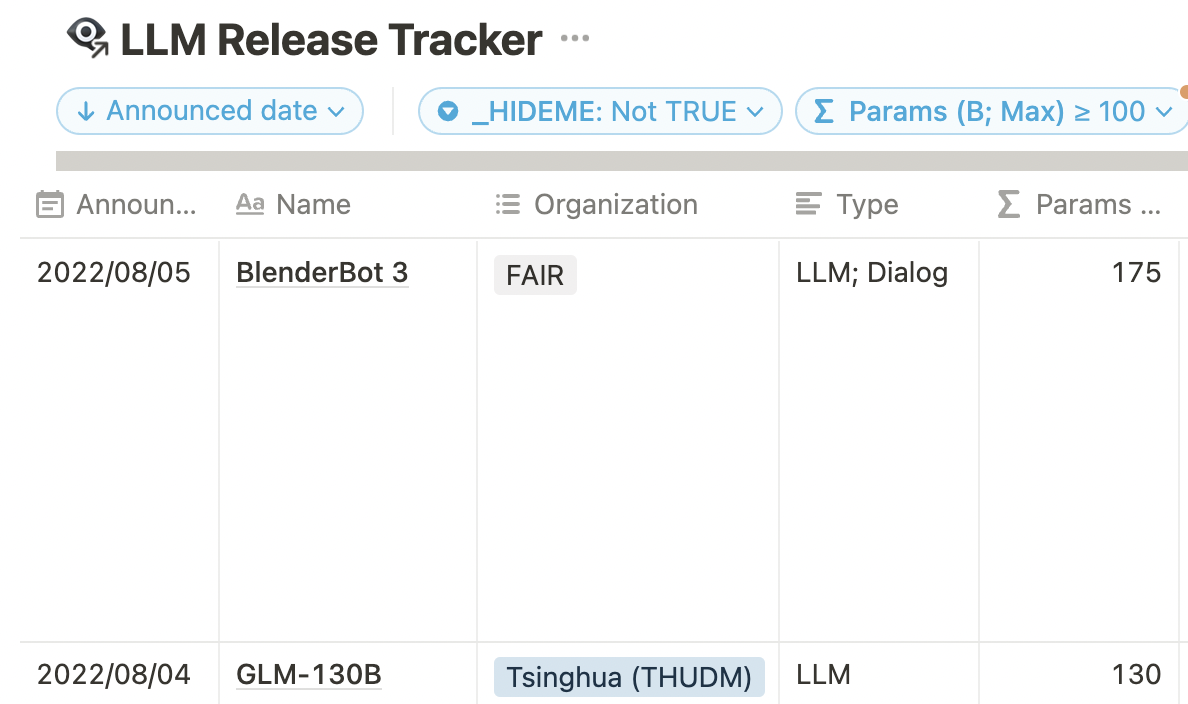 LLM Release Tracker ···
↓ Announced date _HIDEME: Not TRUE Σ Params (B; Max) ≥ 100
Announ... Aa Name Organization Type Σ Params ...
2022/08/05 BlenderBot 3 FAIR LLM; Dialog 175
2022/08/04 GLM-130B Tsinghua (THUDM) LLM 130